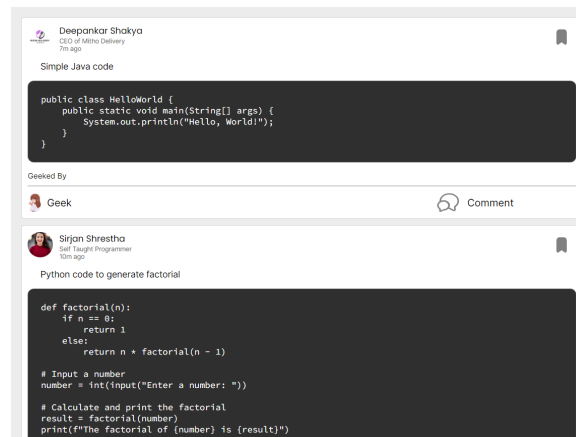 Deepankar Shakya
CEO of Mitho Delivery
7m ago
Simple Java code
public class HelloWorld {
    public static void main(String[] args) {
        System.out.println("Hello, World!");
    }
}
Geeked By
Geek
Comment
Sirjan Shrestha
Self Taught Programmer
10m ago
Python code to generate factorial
def factorial(n):
    if n == 0:
        return 1
    else:
        return n * factorial(n - 1)
# Input a number
number = int(input("Enter a number: "))
# Calculate and print the factorial
result = factorial(number)
print(f"The factorial of {number} is {result}")